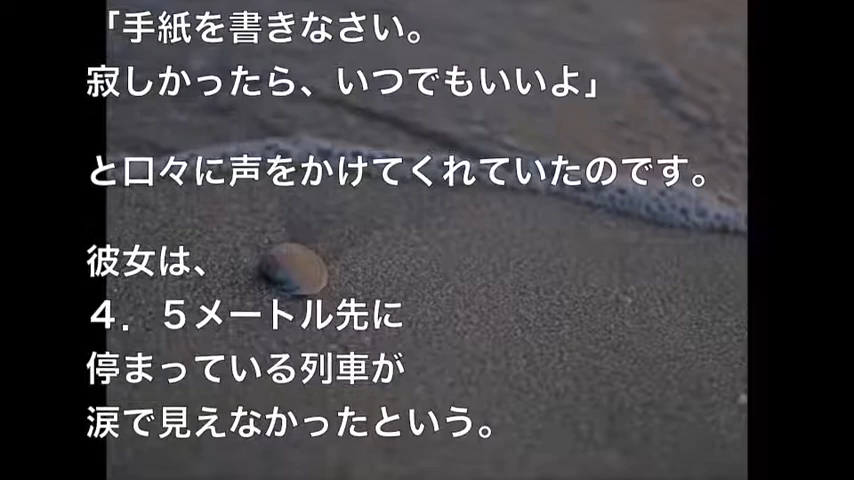 「手紙を書きなさい。
寂しかったら、いつでもいいよ」
と口々に声をかけてくれていたのです。
彼女は、
４．５メートル先に
停まっている列車が
涙で見えなかったという。